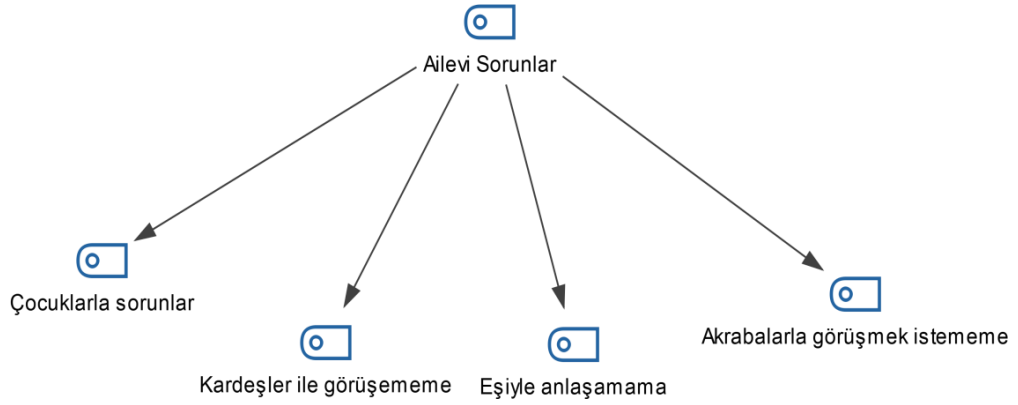 Ailevi Sorunlar
Çocuklarla sorunlar
Akrabalarla görüşmek istememe
Kardeşler ile görüşememe
Eşiyle anlaşamama